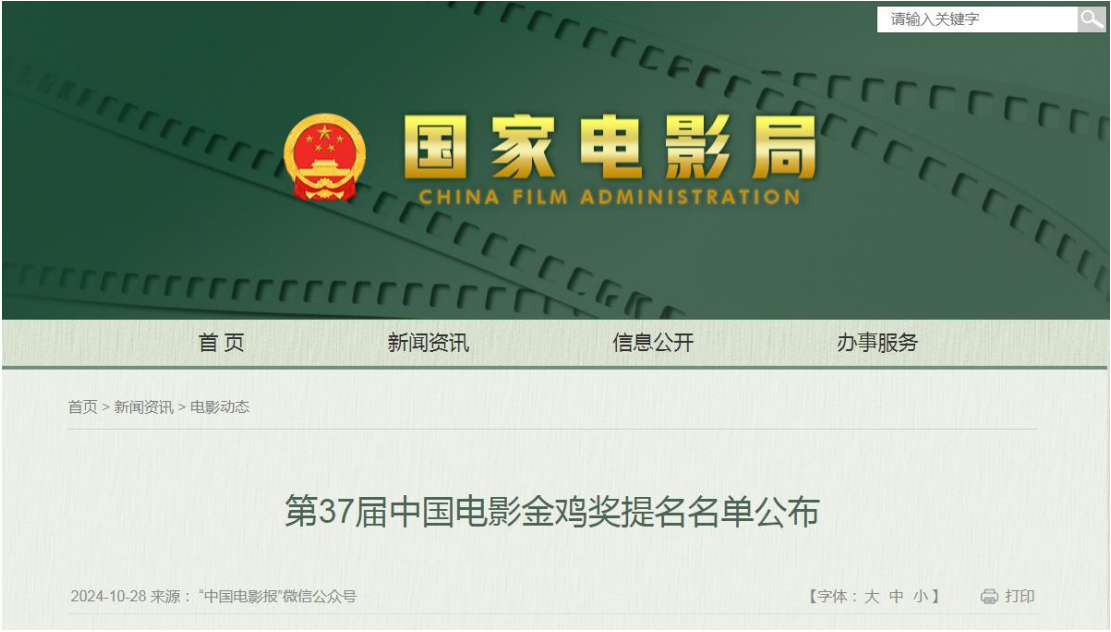 请输入关键字
国家电影局
CHINA FILM ADMINISTRATION
首页 新闻资讯 信息公开 办事服务
首页 > 新闻资讯 > 电影动态
第37届中国电影金鸡奖提名名单公布
2024-10-28 来源：“中国电影报”微信公众号 【字体：大 中 小】 打印